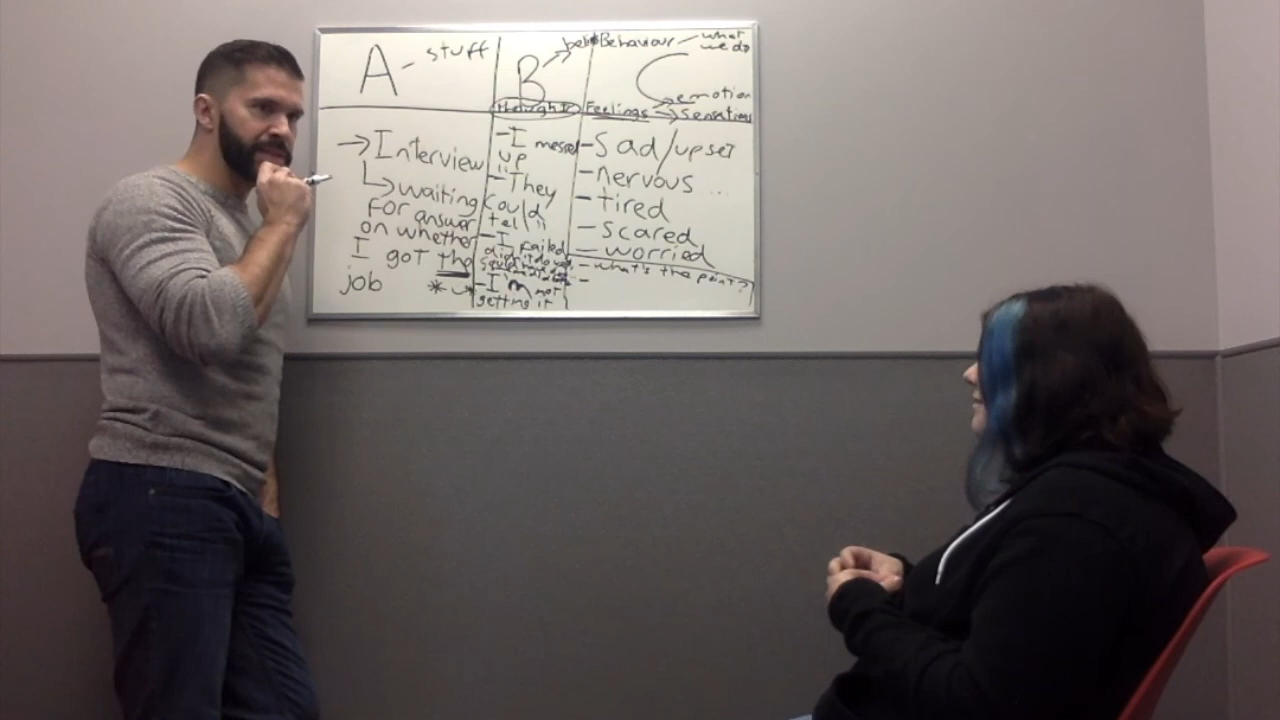 A - stuff
B
Behaviour - what we do
C
emotion
thoughts
Feelings
sensations
→ Interview
↳ waiting
for answer
on whether
I got the
job
- I messed
up
- They
could
tell
- I failed
- I'm not
getting it
- Sad/upset
- nervous ...
- tired
- scared
- worried
- what's the point?
-